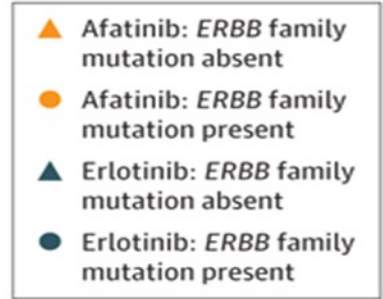 Afatinib: ERBB family
mutation absent
Afatinib: ERBB family
mutation present
Erlotinib: ERBB family
mutation absent
Erlotinib: ERBB family
mutation present